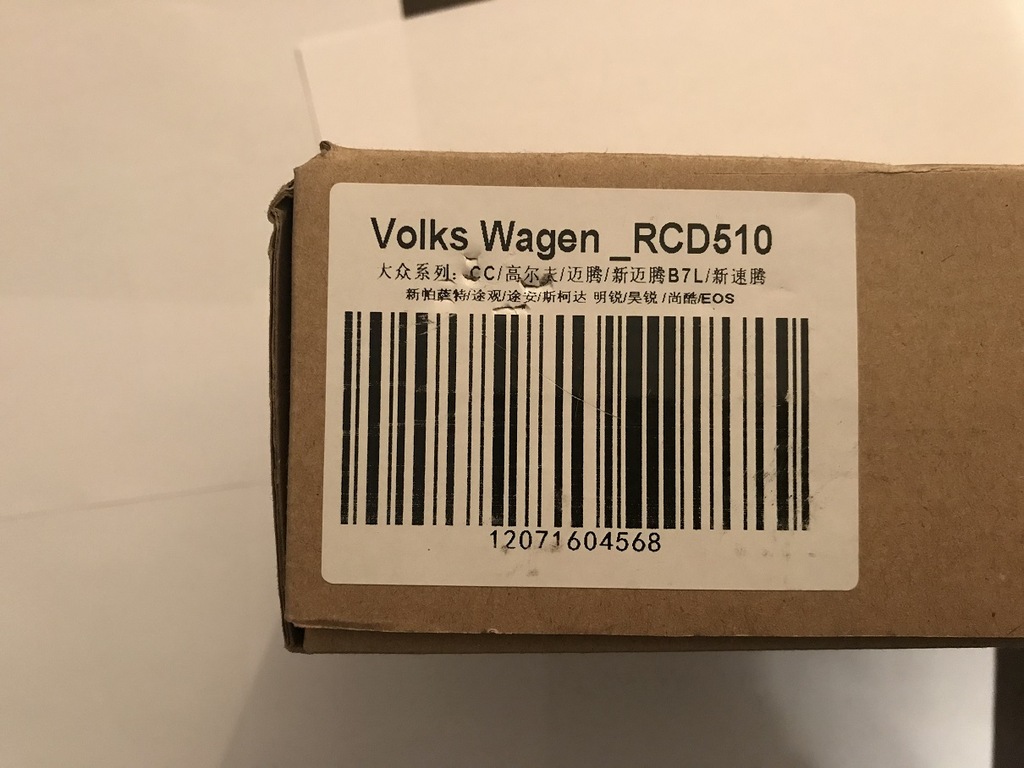 Volks Wagen _RCD510
大众系列：CC/高尔夫/迈腾/新迈腾B7L/新速腾
新帕萨特/途观/途安/斯柯达 明锐/昊锐 /尚酷/EOS
12071604568